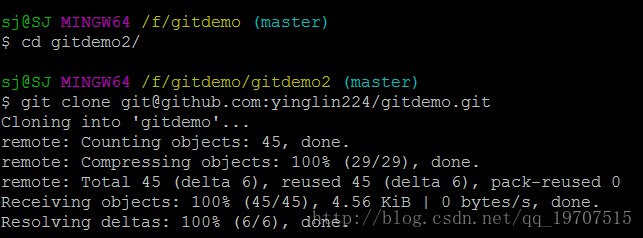 sj@SJ MINGW64 /f/gitdemo (master)
$ cd gitdemo2/
sj@SJ MINGW64 /f/gitdemo/gitdemo2 (master)
$ git clone git@github.com:yinglin224/gitdemo.git
Cloning into 'gitdemo'...
remote: Counting objects: 45, done.
remote: Compressing objects: 100% (29/29), done.
remote: Total 45 (delta 6), reused 45 (delta 6), pack-reused 0
Receiving objects: 100% (45/45), 4.56 KiB | 0 bytes/s, done.
Resolving deltas: 100% (6/6), done.
http://blog.csdn.net/qq_19707515